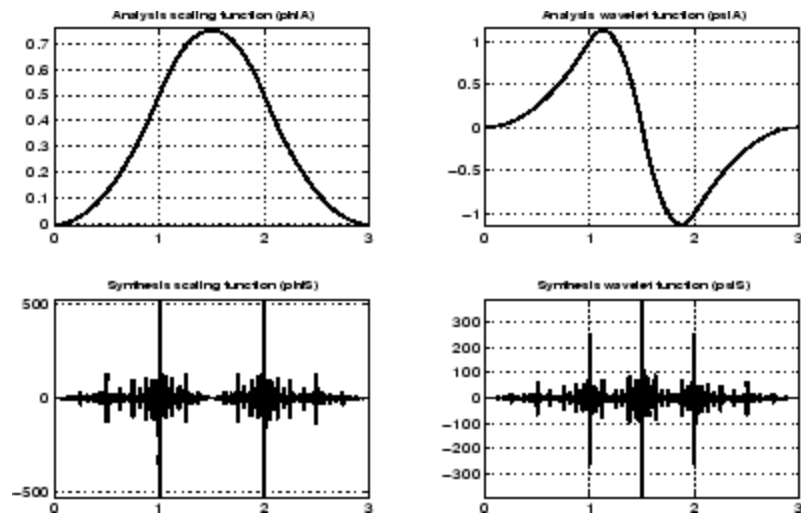 Analysis scaling function (phiA)
0.7
0.6
0.5
0.4
0.3
0.2
0.1
0
0 1 2 3
Analysis wavelet function (psiA)
1
0.5
0
−0.5
−1
0 1 2 3
Synthesis scaling function (phiS)
500
0
−500
0 1 2 3
Synthesis wavelet function (psiS)
300
200
100
0
−100
−200
−300
0 1 2 3